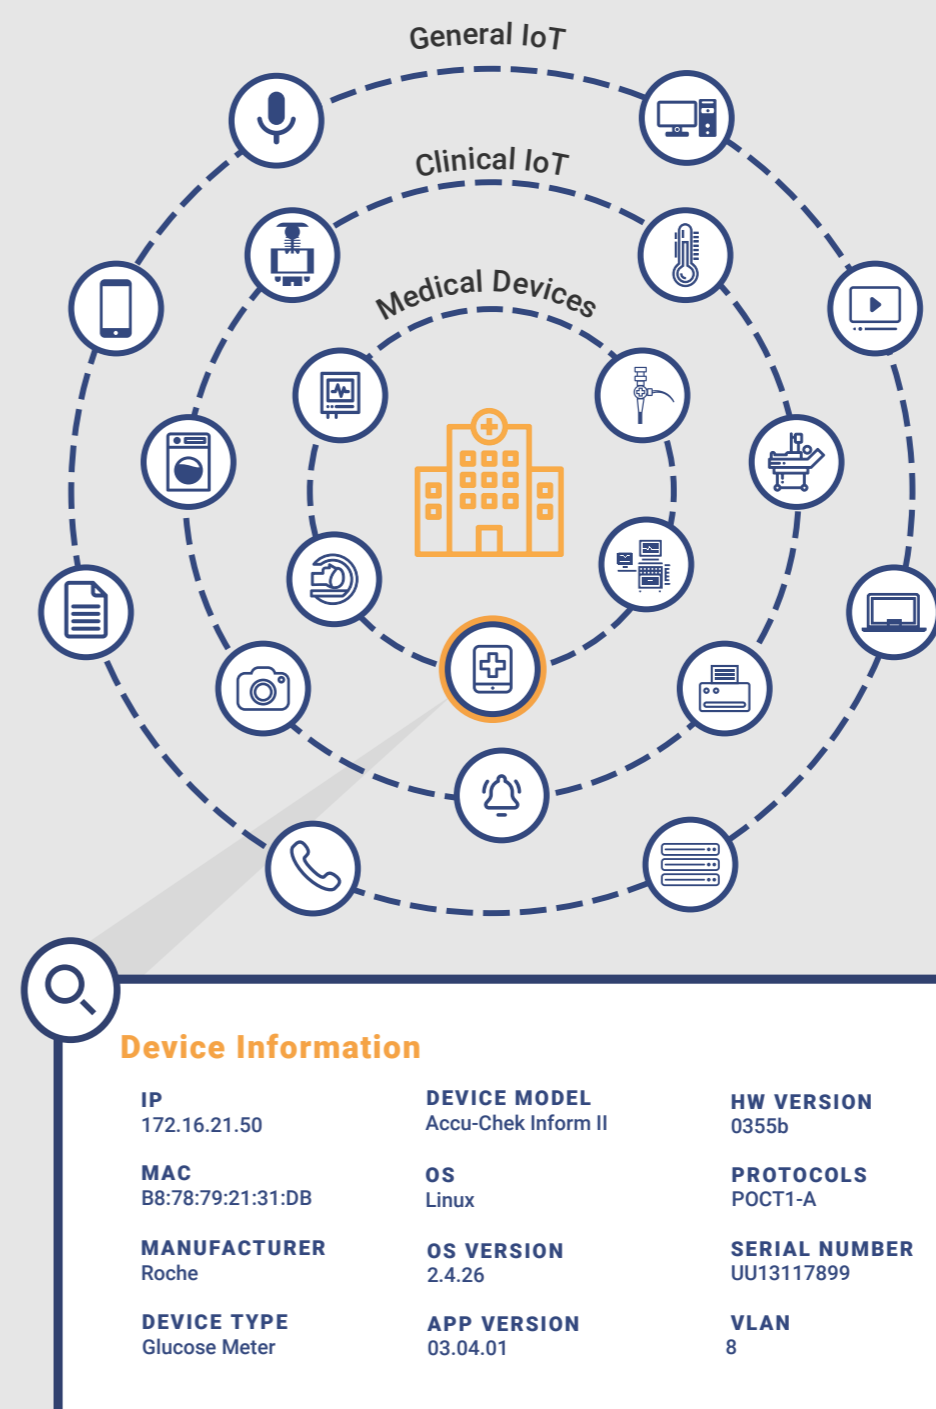 General IoT
Clinical IoT
Medical Devices
Device Information
IP
172.16.21.50
DEVICE MODEL
Accu-Chek Inform II
HW VERSION
0355b
MAC
B8:78:79:21:31:DB
OS
Linux
PROTOCOLS
POCT1-A
MANUFACTURER
Roche
OS VERSION
2.4.26
SERIAL NUMBER
UU13117899
DEVICE TYPE
Glucose Meter
APP VERSION
03.04.01
VLAN
8